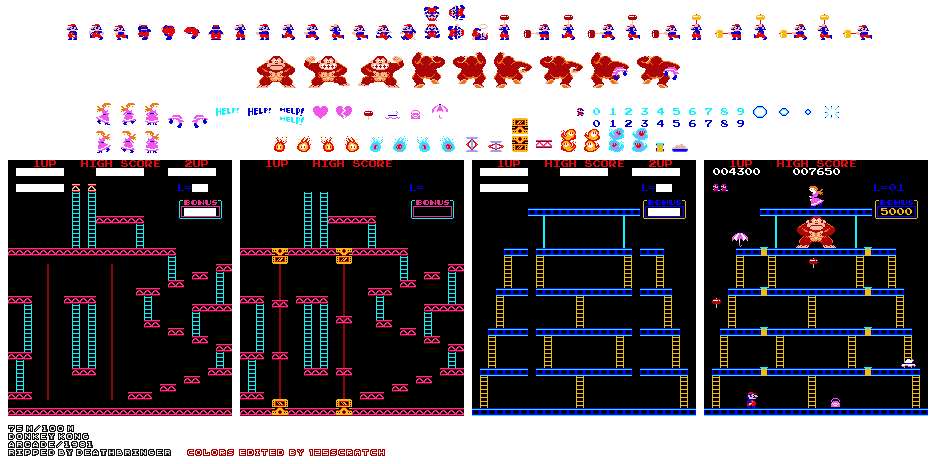 HELP! HELP! HELP!
HELP!
0 1 2 3 4 5 6 7 8 9
0 1 2 3 4 5 6 7 8 9
1UP HIGH SCORE 2UP
L=
BONUS
1UP HIGH SCORE
L=
BONUS
1UP HIGH SCORE 2UP
L=
BONUS
1UP HIGH SCORE
004300 007650
L=01
BONUS
5000
75 M/100 M
DONKEY KONG
ARCADE/1981
RIPPED BY DEATHBRINGER COLORS EDITED BY 125SCRATCH